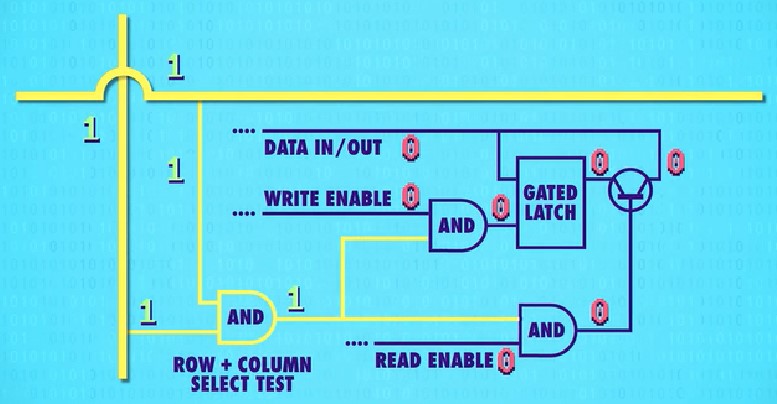 1
1
DATA IN/OUT 0
0 0
1
WRITE ENABLE 0
GATED
LATCH
0
AND
AND
1
1
0
AND
READ ENABLE 0
ROW + COLUMN
SELECT TEST